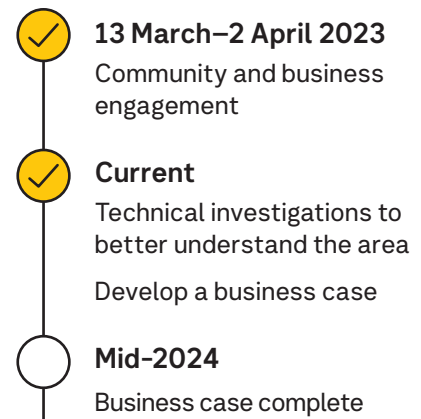 13 March–2 April 2023
Community and business
engagement
Current
Technical investigations to
better understand the area
Develop a business case
Mid-2024
Business case complete